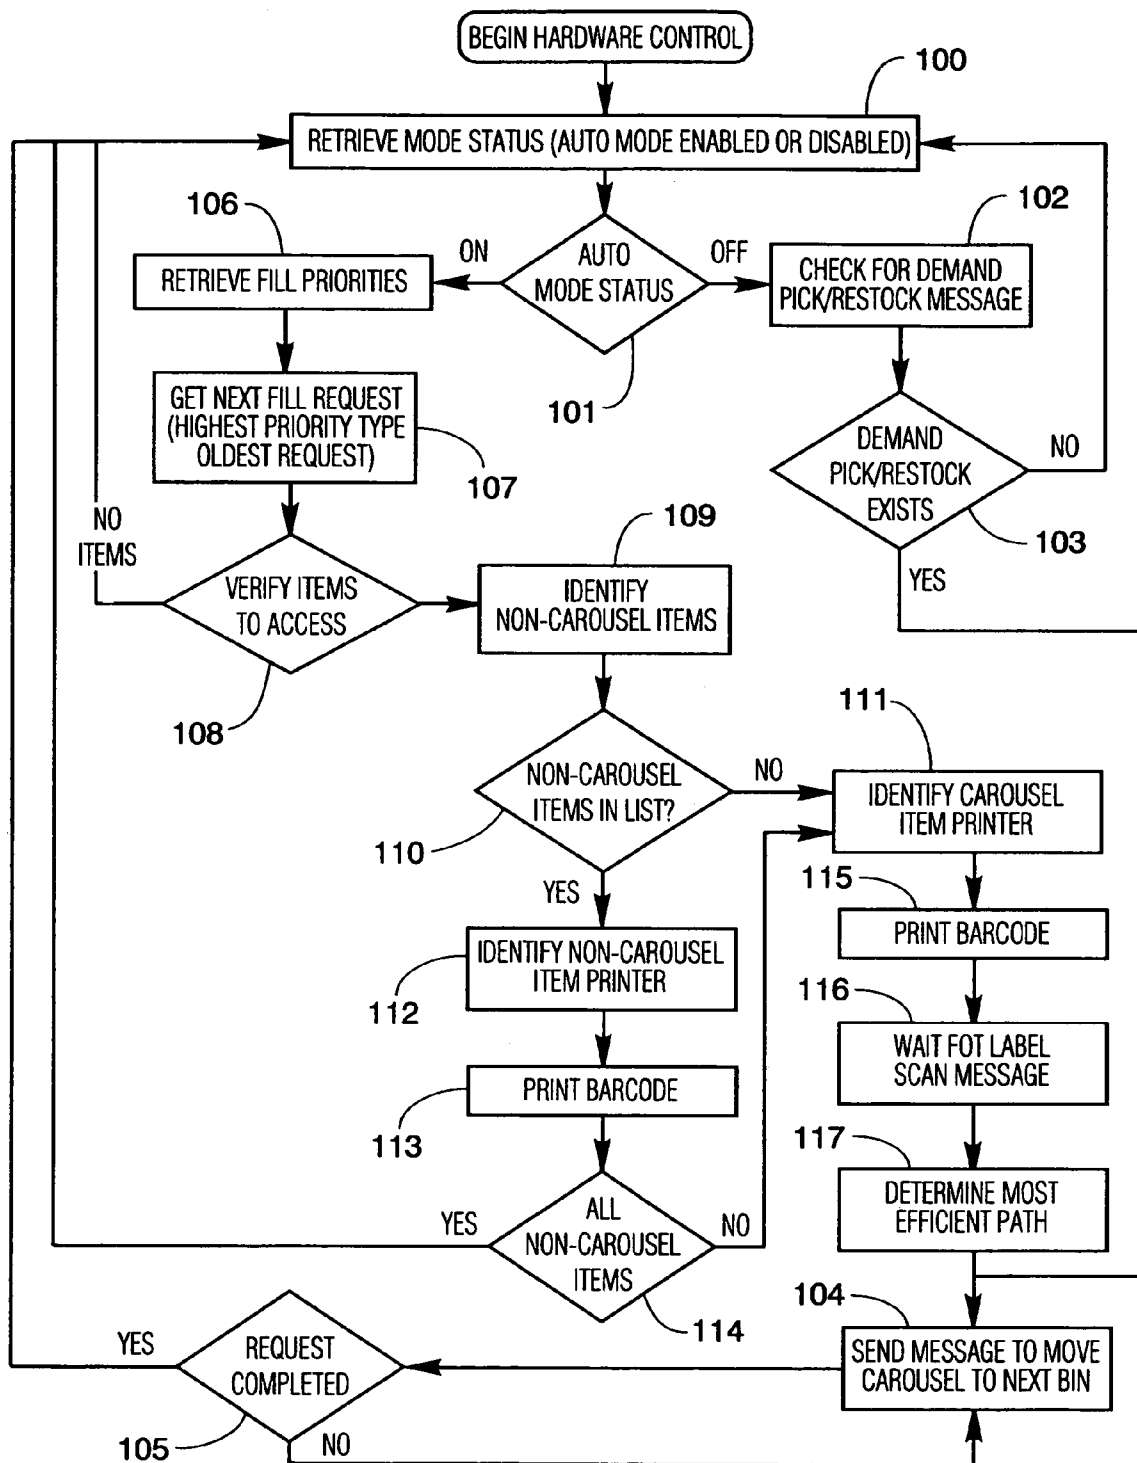 BEGIN HARDWARE CONTROL
100
RETRIEVE MODE STATUS (AUTO MODE ENABLED OR DISABLED)
106
102
ON
AUTO
MODE STATUS
OFF
RETRIEVE FILL PRIORITIES
CHECK FOR DEMAND
PICK/RESTOCK MESSAGE
101
GET NEXT FILL REQUEST
(HIGHEST PRIORITY TYPE
OLDEST REQUEST)
107
DEMAND
PICK/RESTOCK
EXISTS
NO
103
YES
NO
ITEMS
109
VERIFY ITEMS
TO ACCESS
IDENTIFY
NON-CAROUSEL ITEMS
108
111
NON-CAROUSEL
ITEMS IN LIST?
NO
IDENTIFY CAROUSEL
ITEM PRINTER
110
YES
115
PRINT BARCODE
IDENTIFY NON-CAROUSEL
ITEM PRINTER
112
116
WAIT FOT LABEL
SCAN MESSAGE
PRINT BARCODE
113
117
DETERMINE MOST
EFFICIENT PATH
YES
ALL
NON-CAROUSEL
ITEMS
NO
114
104
SEND MESSAGE TO MOVE
CAROUSEL TO NEXT BIN
YES
REQUEST
COMPLETED
105
NO